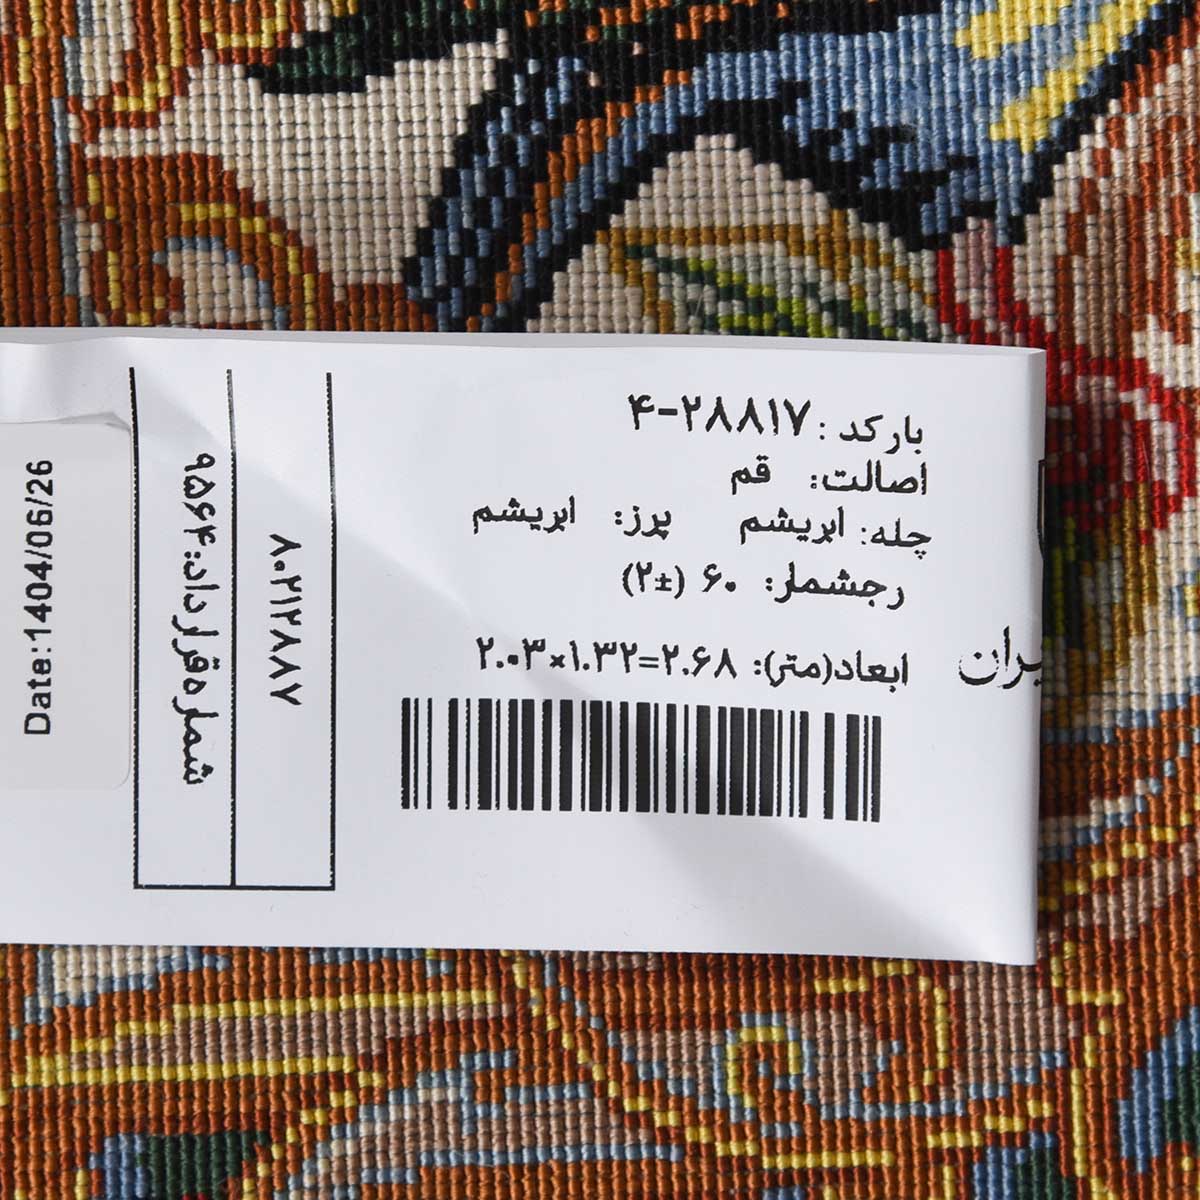 بارکد: ۴-۲۸۸۱۷
اصالت: قم
چله: ابریشم پرز: ابریشم
رجشمار: ۶۰ (±۲)
ابعاد(متر): ۲.۰۳×۱.۳۲=۲.۶۸
یران
۸۰۲۱۲۸۸۸۷
شماره قرارداد: ۹۵۶۴
Date:1404/06/26